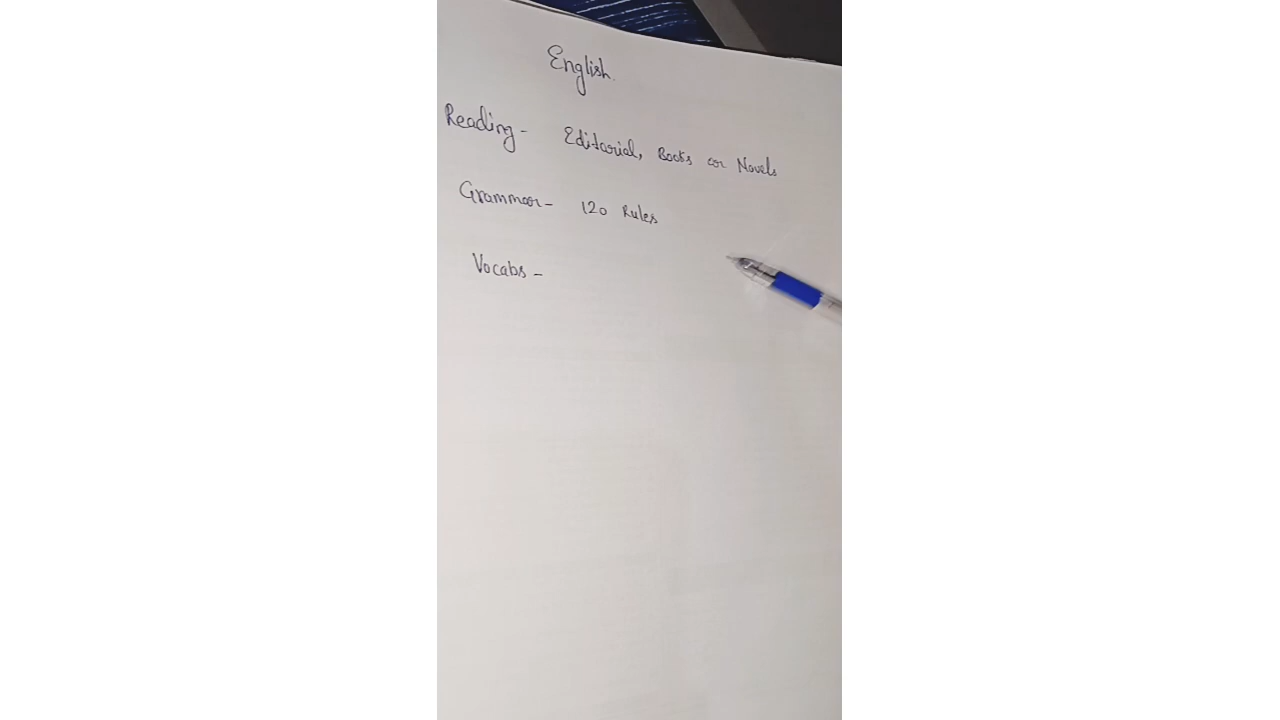 English
Reading - Editorial, Books or Novels
Grammar - 120 Rules
Vocabs -